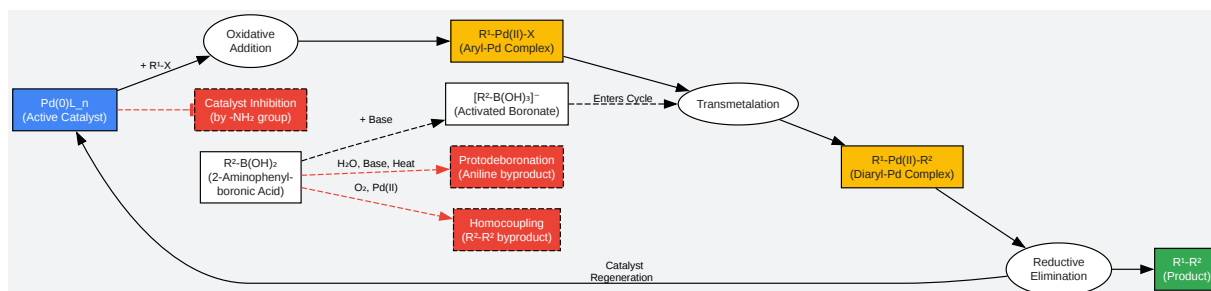 Oxidative
Addition
R¹-Pd(II)-X
(Aryl-Pd Complex)
+ R¹-X
Pd(0)L_n
(Active Catalyst)
Catalyst Inhibition
(by -NH₂ group)
[R²-B(OH)₃]⁻
(Activated Boronate)
Enters Cycle
Transmetalation
+ Base
R²-B(OH)₂
(2-Aminophenyl-
boronic Acid)
H₂O, Base, Heat
Protodeboronation
(Aniline byproduct)
O₂, Pd(II)
Homocoupling
(R²-R² byproduct)
R¹-Pd(II)-R²
(Diaryl-Pd Complex)
Catalyst
Regeneration
Reductive
Elimination
R¹-R²
(Product)